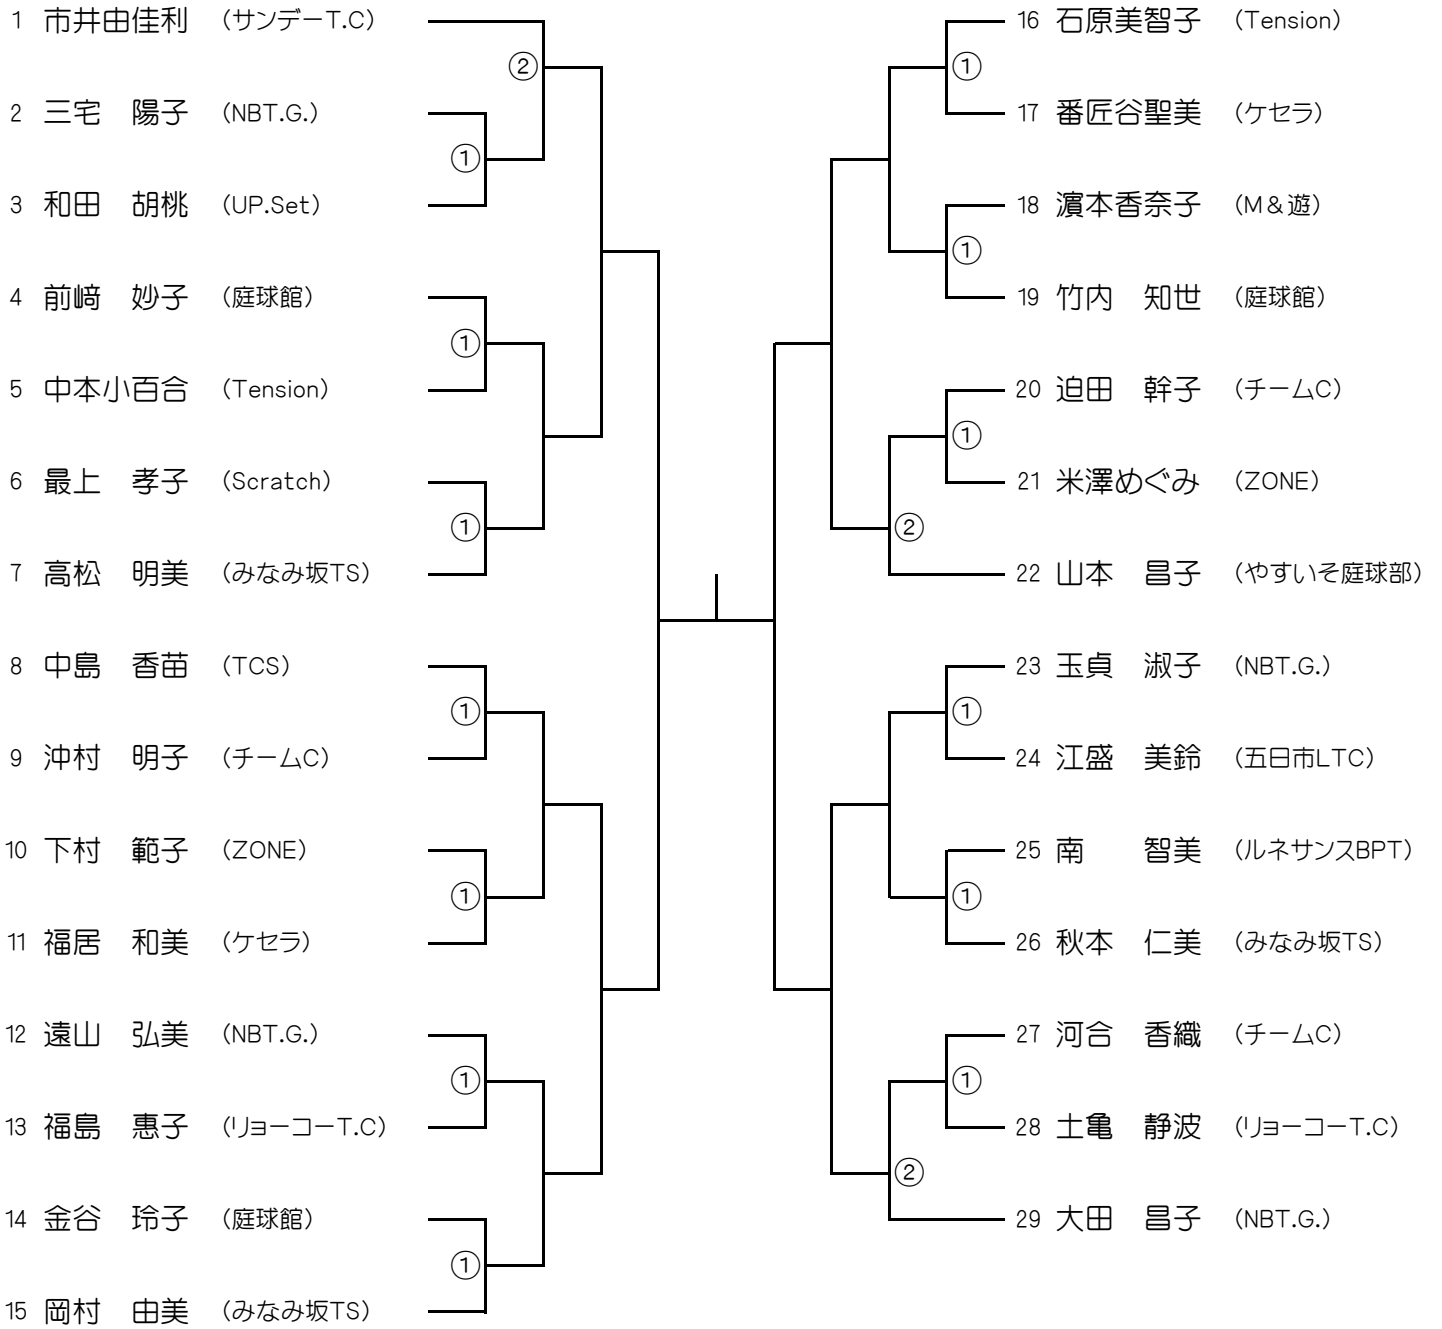 1 市井由佳利 (サンデーT.C)
②
2 三宅 陽子 (NBT.G.)
①
3 和田 胡桃 (UP.Set)
4 前﨑 妙子 (庭球館)
①
5 中本小百合 (Tension)
6 最上 孝子 (Scratch)
①
7 高松 明美 (みなみ坂TS)
8 中島 香苗 (TCS)
①
9 沖村 明子 (チームC)
10 下村 範子 (ZONE)
①
11 福居 和美 (ケセラ)
12 遠山 弘美 (NBT.G.)
①
13 福島 惠子 (リョーコーT.C)
14 金谷 玲子 (庭球館)
①
15 岡村 由美 (みなみ坂TS)
16 石原美智子 (Tension)
①
17 番匠谷聖美 (ケセラ)
18 濵本香奈子 (M&遊)
①
19 竹内 知世 (庭球館)
20 迫田 幹子 (チームC)
①
21 米澤めぐみ (ZONE)
②
22 山本 昌子 (やすいそ庭球部)
23 玉貞 淑子 (NBT.G.)
①
24 江盛 美鈴 (五日市LTC)
25 南 智美 (ルネサンスBPT)
①
26 秋本 仁美 (みなみ坂TS)
27 河合 香織 (チームC)
①
28 土亀 静波 (リョーコーT.C)
②
29 大田 昌子 (NBT.G.)